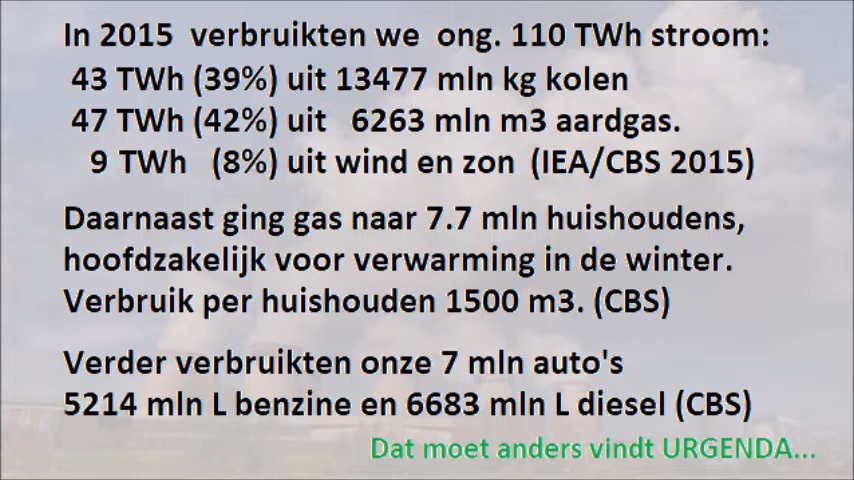 In 2015 verbruikten we ong. 110 TWh stroom:
43 TWh (39%) uit 13477 mln kg kolen
47 TWh (42%) uit 6263 mln m3 aardgas.
9 TWh (8%) uit wind en zon (IEA/CBS 2015)
Daarnaast ging gas naar 7.7 mln huishoudens,
hoofdzakelijk voor verwarming in de winter.
Verbruik per huishouden 1500 m3. (CBS)
Verder verbruikten onze 7 mln auto's
5214 mln L benzine en 6683 mln L diesel (CBS)
Dat moet anders vindt URGENDA...